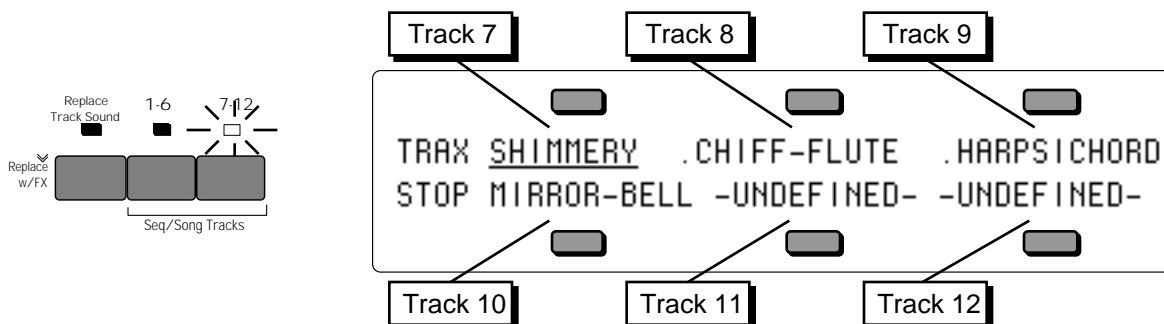 Track 7
Track 8
Track 9
Replace
Track Sound
1-6
7-12
Replace
w/FX
Seq/Song Tracks
TRAX SHIMMERY .CHIFF-FLUTE .HARPSICHORD
STOP MIRROR-BELL -UNDEFINED- -UNDEFINED-
Track 10
Track 11
Track 12